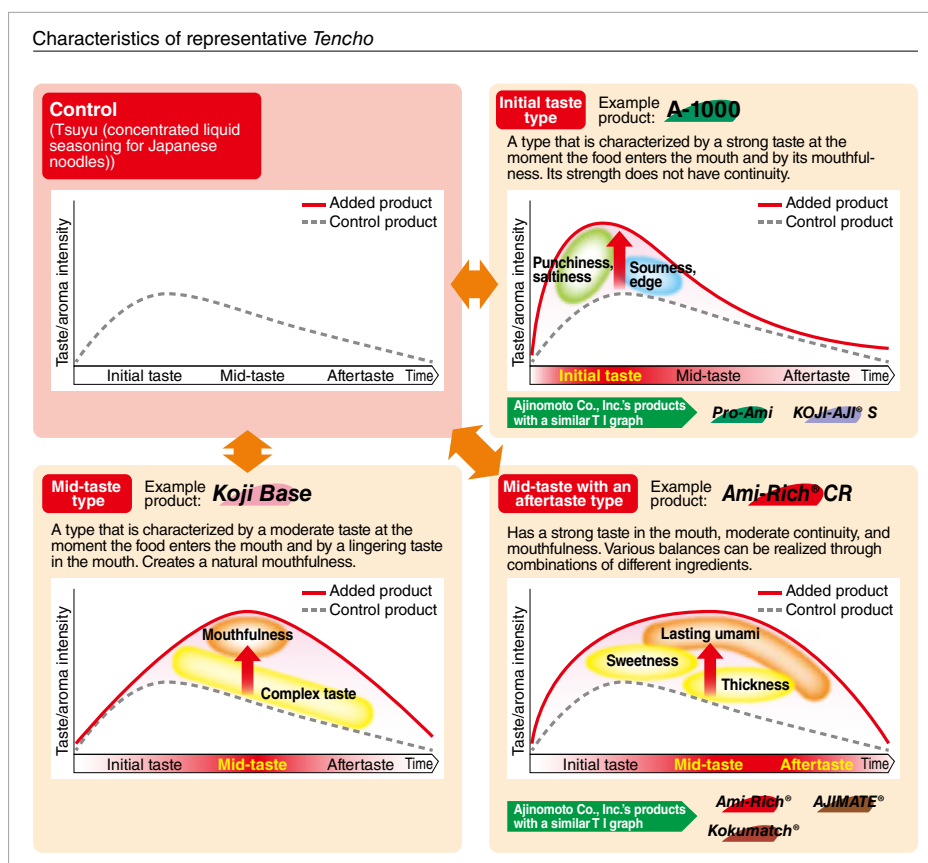 Characteristics of representative Tencho
Control
(Tsuyu (concentrated liquid
seasoning for Japanese
noodles))
Added product
Control product
Taste/aroma intensity
Initial taste Mid-taste Aftertaste Time
Initial taste
type
Example
product:
A-1000
A type that is characterized by a strong taste at the
moment the food enters the mouth and by its mouthful-
ness. Its strength does not have continuity.
Added product
Control product
Taste/aroma intensity
Punchiness,
saltiness
Sourness,
edge
Initial taste Mid-taste Aftertaste Time
Ajinomoto Co., Inc.'s products
with a similar T I graph
Pro-Ami KOJI-AJI® S
Mid-taste
type
Example
product:
Koji Base
A type that is characterized by a moderate taste at the
moment the food enters the mouth and by a lingering taste
in the mouth. Creates a natural mouthfulness.
Added product
Control product
Taste/aroma intensity
Mouthfulness
Complex taste
Initial taste Mid-taste Aftertaste Time
Mid-taste with an
aftertaste type
Example
product:
Ami-Rich® CR
Has a strong taste in the mouth, moderate continuity, and
mouthfulness. Various balances can be realized through
combinations of different ingredients.
Added product
Control product
Taste/aroma intensity
Lasting umami
Sweetness
Thickness
Initial taste Mid-taste Aftertaste Time
Ajinomoto Co., Inc.'s products
with a similar T I graph
Ami-Rich® AJIMATE®
Kokumatch®